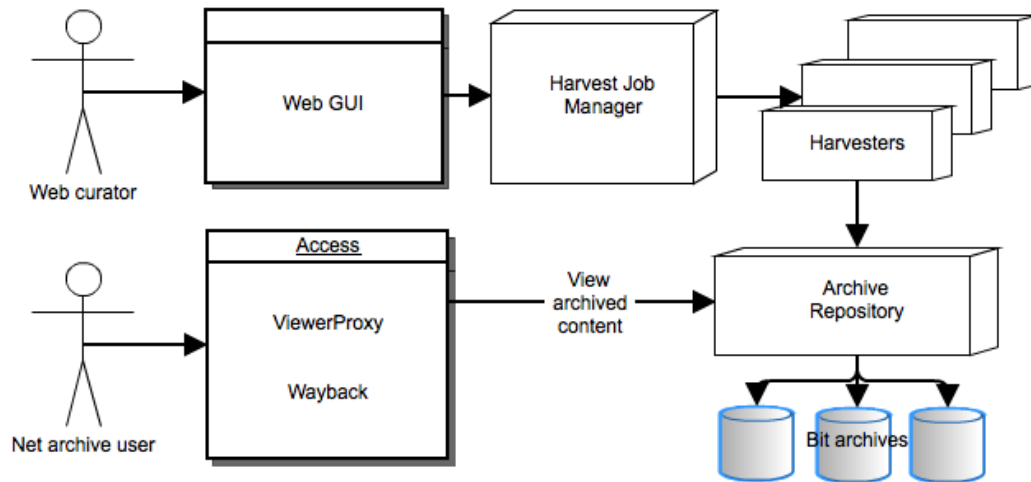 Web GUI
Harvest Job
Manager
Harvesters
Web curator
Access
ViewerProxy
Wayback
View
archived
content
Archive
Repository
Net archive user
Bit archives